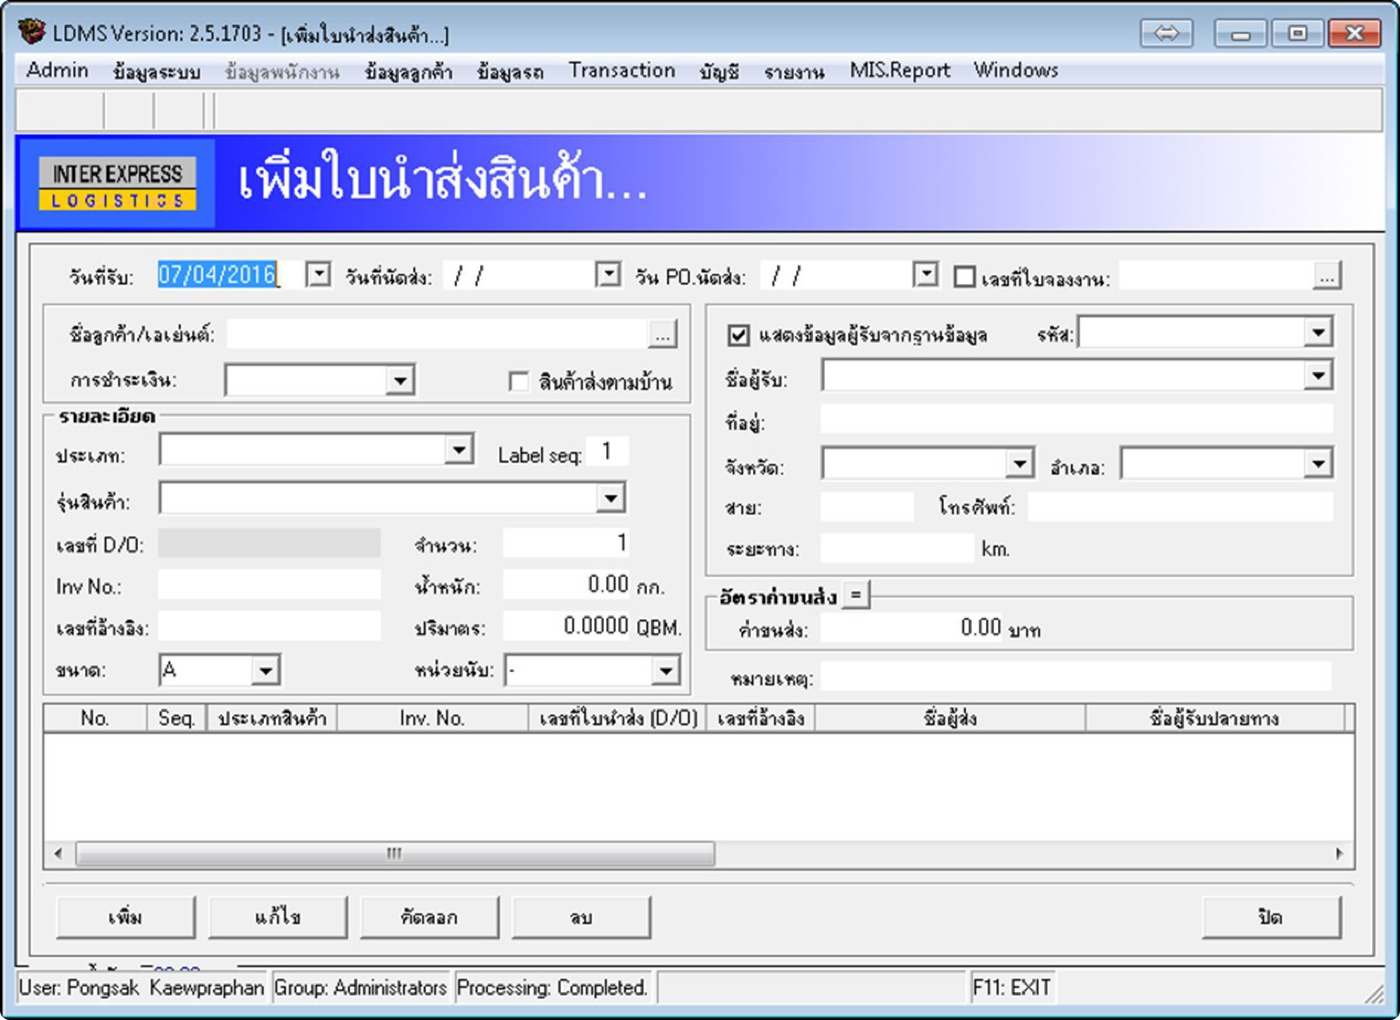 LDMS Version: 2.5.1703 - [เพิ่มใบนำส่งสินค้า...]
Admin ข้อมูลระบบ ข้อมูลพนักงาน ข้อมูลลูกค้า ข้อมูลรถ Transaction บัญชี รายงาน MIS.Report Windows
INTER EXPRESS
LOGISTICS
เพิ่มใบนำส่งสินค้า...
วันที่รับ: 07/04/2016 วันที่นัดส่ง: / / วัน PO.นัดส่ง: / / เลขที่ใบจองงาน: ...
ชื่อลูกค้า/เอเย่นต์: ...
การชำระเงิน: สินค้าส่งตามบ้าน
แสดงข้อมูลผู้รับจากฐานข้อมูล รหัส:
ชื่อผู้รับ:
ที่อยู่:
จังหวัด: อำเภอ:
สาย: โทรศัพท์:
ระยะทาง: km.
รายละเอียด
ประเภท: Label seq: 1
รุ่นสินค้า:
เลขที่ D/O: จำนวน: 1
Inv No.: น้ำหนัก: 0.00 กก.
เลขที่อ้างอิง: ปริมาตร: 0.0000 QBM.
ขนาด: A หน่วยนับ: -
อัตราค่าขนส่ง =
ค่าขนส่ง: 0.00 บาท
หมายเหตุ:
No. Seq. ประเภทสินค้า Inv. No. เลขที่ใบนำส่ง (D/O) เลขที่อ้างอิง ชื่อผู้ส่ง ชื่อผู้รับปลายทาง
เพิ่ม แก้ไข คัดลอก ลบ ปิด
User: Pongsak Kaewpraphan Group: Administrators Processing: Completed. F11: EXIT